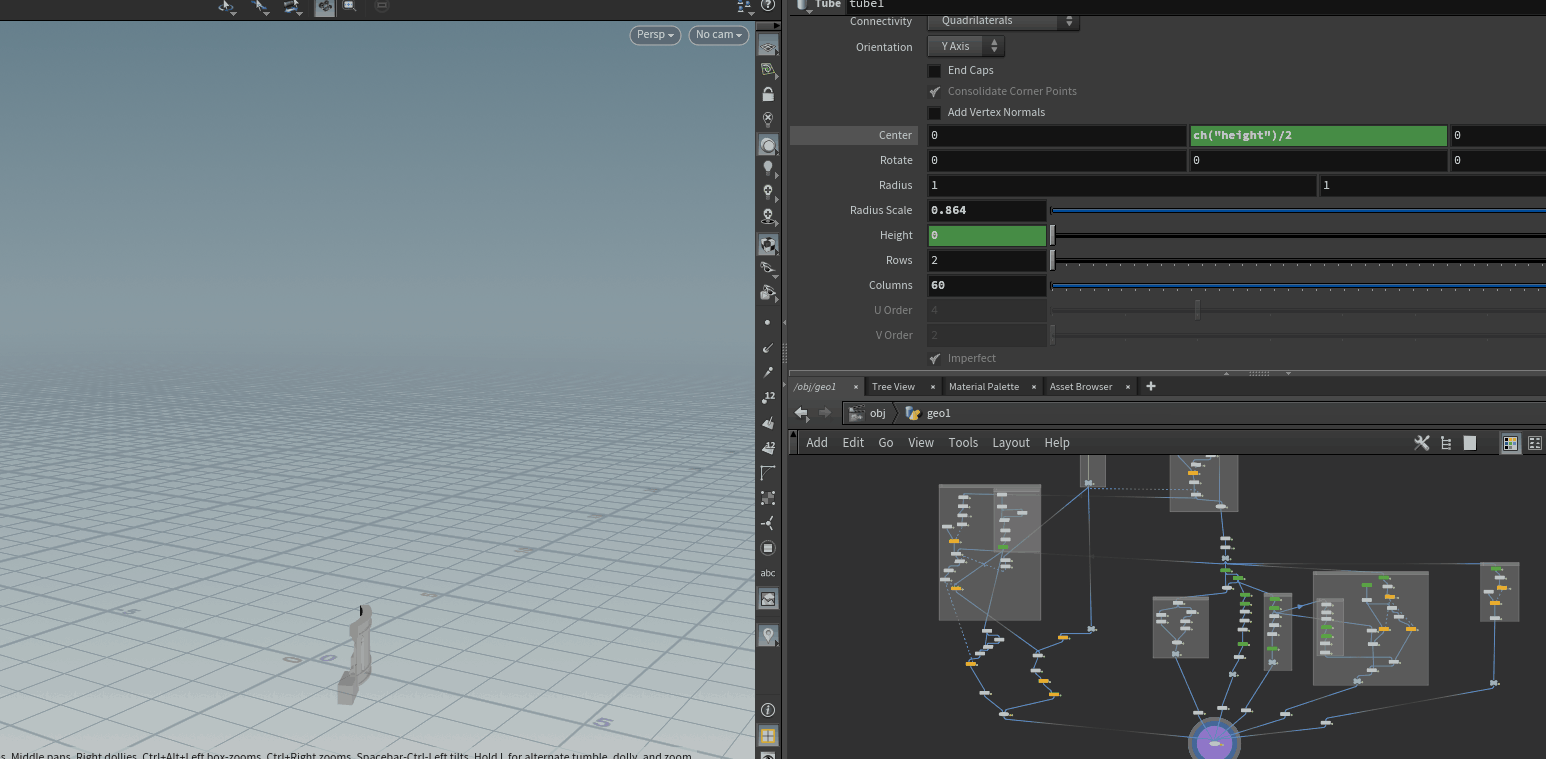 Tube tube1
Persp No cam
Connectivity Quadrilaterals
Orientation Y Axis
End Caps
Consolidate Corner Points
Add Vertex Normals
Center 0 ch("height")/2 0
Rotate 0 0 0
Radius 1 1
Radius Scale 0.864
Height 0
Rows 2
Columns 60
U Order 4
V Order 2
Imperfect
/obj/geo1 × Tree View × Material Palette × Asset Browser × +
obj geo1
Add Edit Go View Tools Layout Help
12
12
abc
5
s. Middle pans. Right dollies. Ctrl+Alt+Left box-zooms. Ctrl+Right zooms. Spacebar-Ctrl-Left tilts. Hold L for alternate tumble, dolly, and zoom.